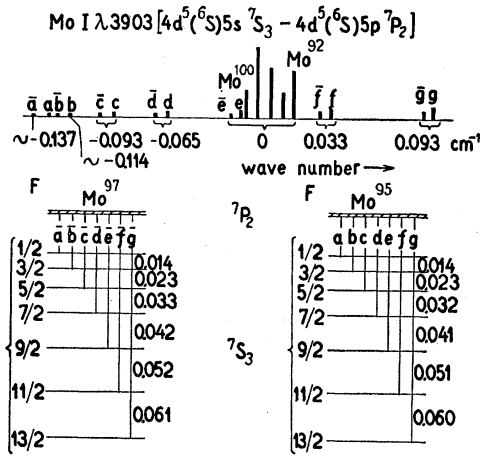 Mo I λ3903 [4d⁵(⁶S)5s ⁷S₃ – 4d⁵(⁶S)5p ⁷P₂]
Mo⁹²
Mo¹⁰⁰
ā a b̄ b c̄ c d̄ d ē e f̄ f ḡ g
~-0.137 -0.093 -0.065 0 0.033 0.093 cm⁻¹
~-0.114
wave number →
F Mo⁹⁷ ⁷P₂ F Mo⁹⁵
ā b̄ c̄ d̄ ē f̄ ḡ a b c d e f g
1/2 0.014 1/2 0.014
3/2 0.023 3/2 0.023
5/2 0.033 5/2 0.032
7/2 0.042 7/2 0.041
9/2 0.052 ⁷S₃ 9/2 0.051
11/2 0.061 11/2 0.060
13/2 13/2